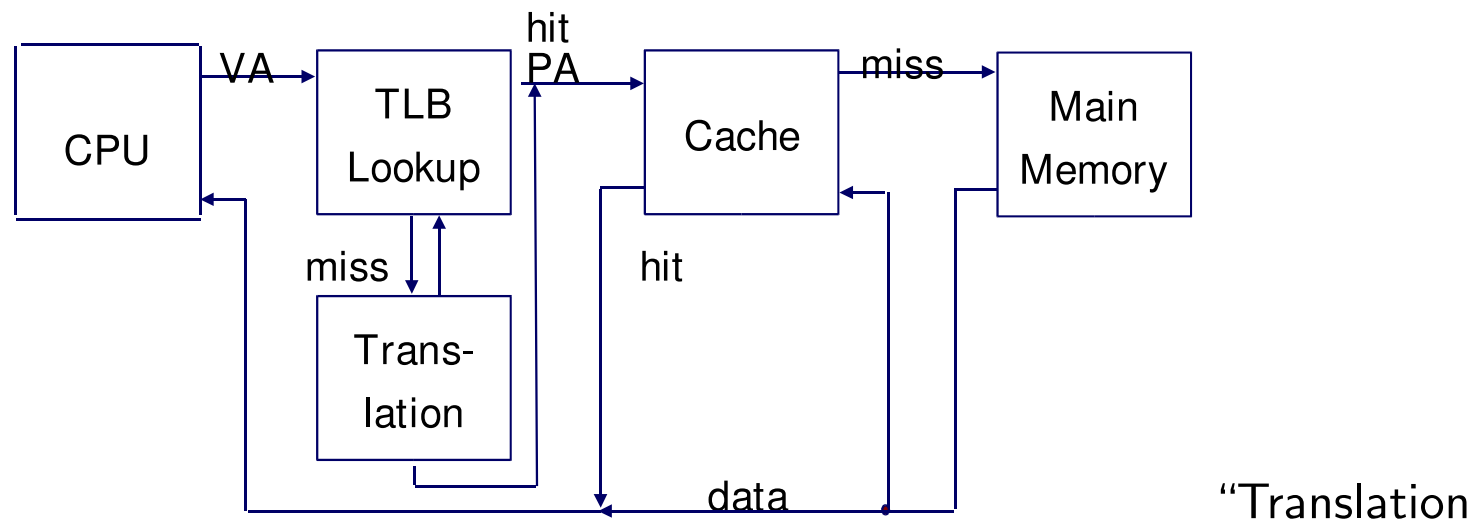 CPU
VA
TLB
Lookup
hit
PA
Cache
miss
Main
Memory
miss
hit
Trans-
lation
data
“Translation